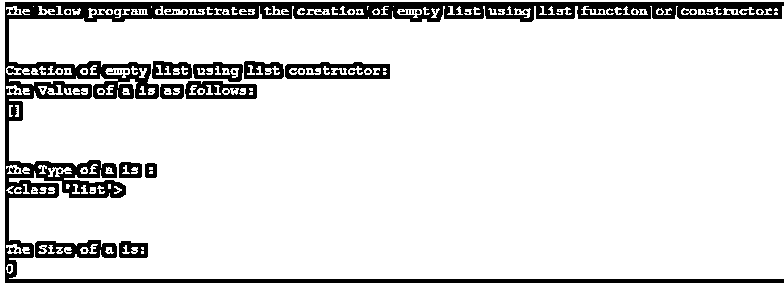 The below program demonstrates the creation of empty list using list function or constructor:
Creation of empty list using list constructor:
The Values of a is as follows:
[]
The Type of a is :
<class 'list'>
The Size of a is:
0